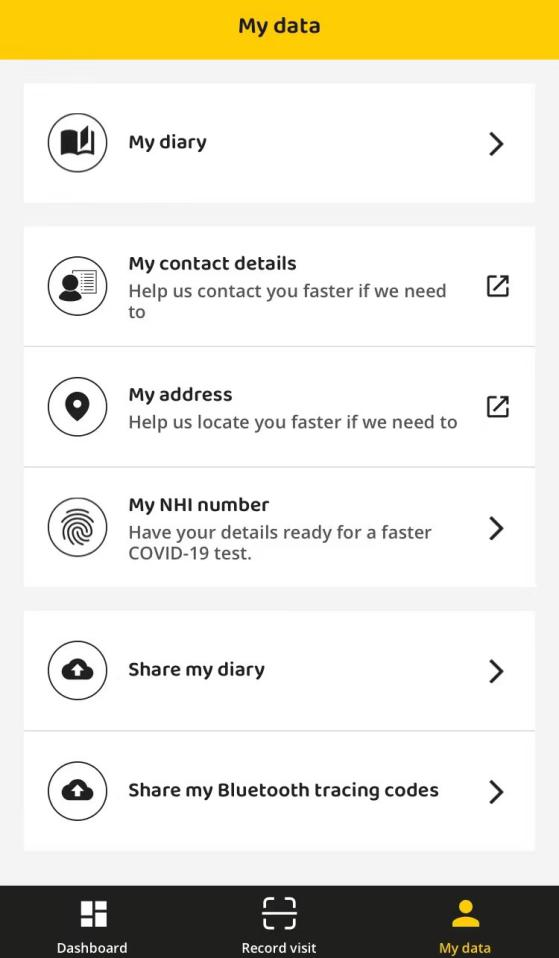 My data
My diary
My contact details
Help us contact you faster if we need
to
My address
Help us locate you faster if we need to
My NHI number
Have your details ready for a faster
COVID-19 test.
Share my diary
Share my Bluetooth tracing codes
Dashboard
Record visit
My data